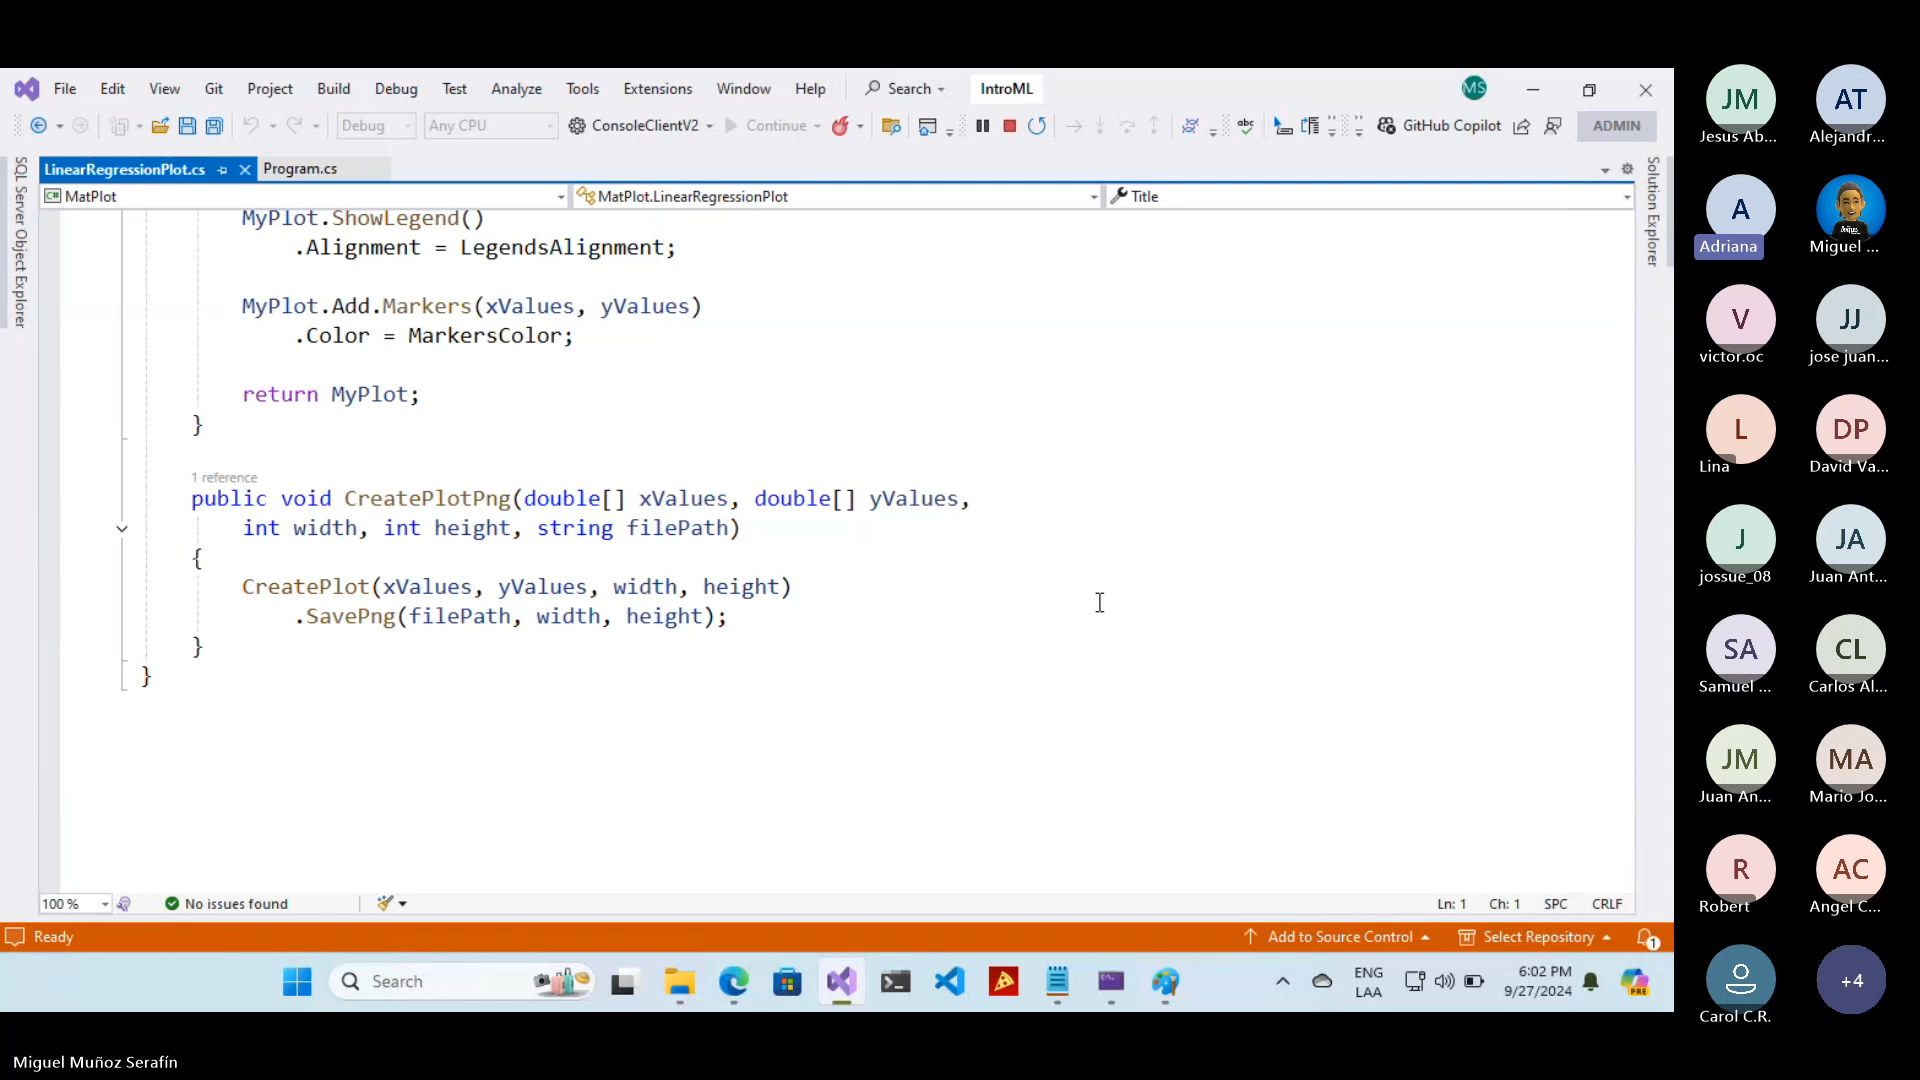 File Edit View Git Project Build Debug Test Analyze Tools Extensions Window Help Search IntroML MS
Debug Any CPU ConsoleClientV2 Continue GitHub Copilot ADMIN
LinearRegressionPlot.cs Program.cs
C# MatPlot MatPlot.LinearRegressionPlot Title
SQL Server Object Explorer
Solution Explorer
MyPlot.ShowLegend()
.Alignment = LegendsAlignment;
MyPlot.Add.Markers(xValues, yValues)
.Color = MarkersColor;
return MyPlot;
}
1 reference
public void CreatePlotPng(double[] xValues, double[] yValues,
int width, int height, string filePath)
{
CreatePlot(xValues, yValues, width, height)
.SavePng(filePath, width, height);
}
}
100 % No issues found Ln: 1 Ch: 1 SPC CRLF
Ready Add to Source Control Select Repository 1
Search ENG LAA 6:02 PM 9/27/2024 PRE
JM AT
Jesus Ab... Alejandr...
A
Adriana Miguel ...
V JJ
victor.oc jose juan...
L DP
Lina David Va...
J JA
jossue_08 Juan Ant...
SA CL
Samuel ... Carlos Al...
JM MA
Juan An... Mario Jo...
R AC
Robert Angel C...
+4
Carol C.R.
Miguel Muñoz Serafín